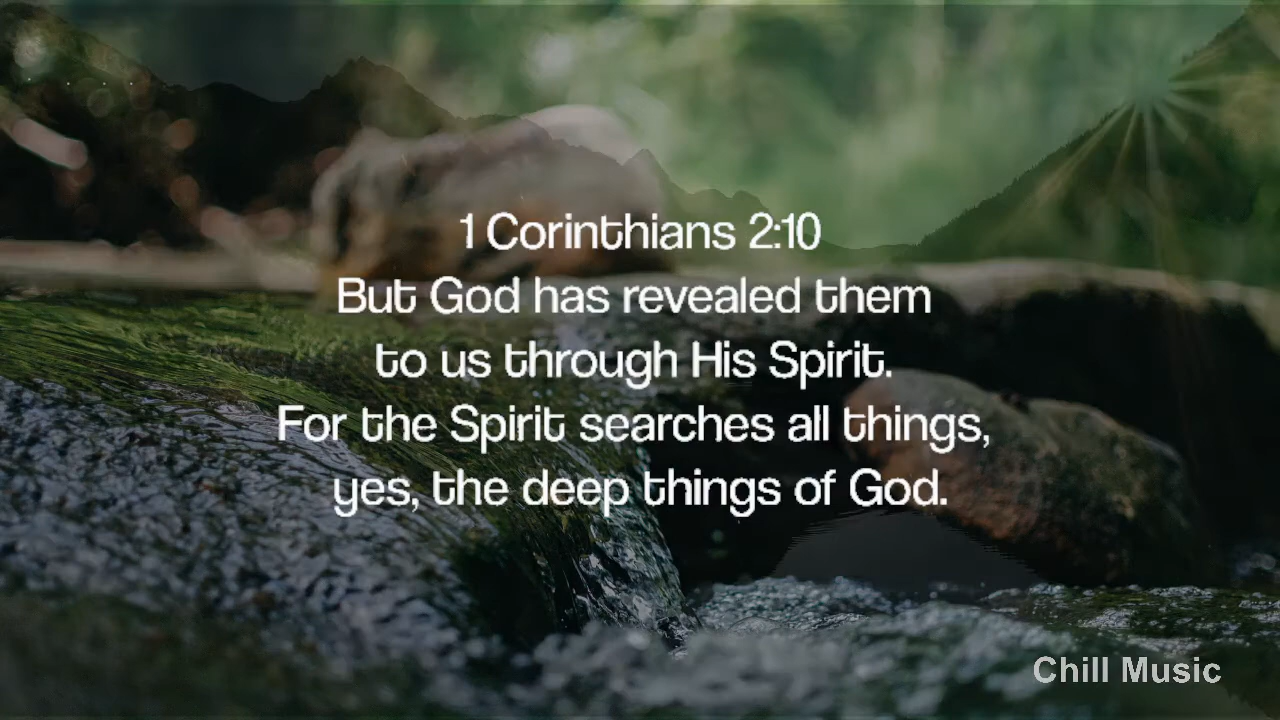 1 Corinthians 2:10
But God has revealed them
to us through His Spirit.
For the Spirit searches all things,
yes, the deep things of God.
Chill Music